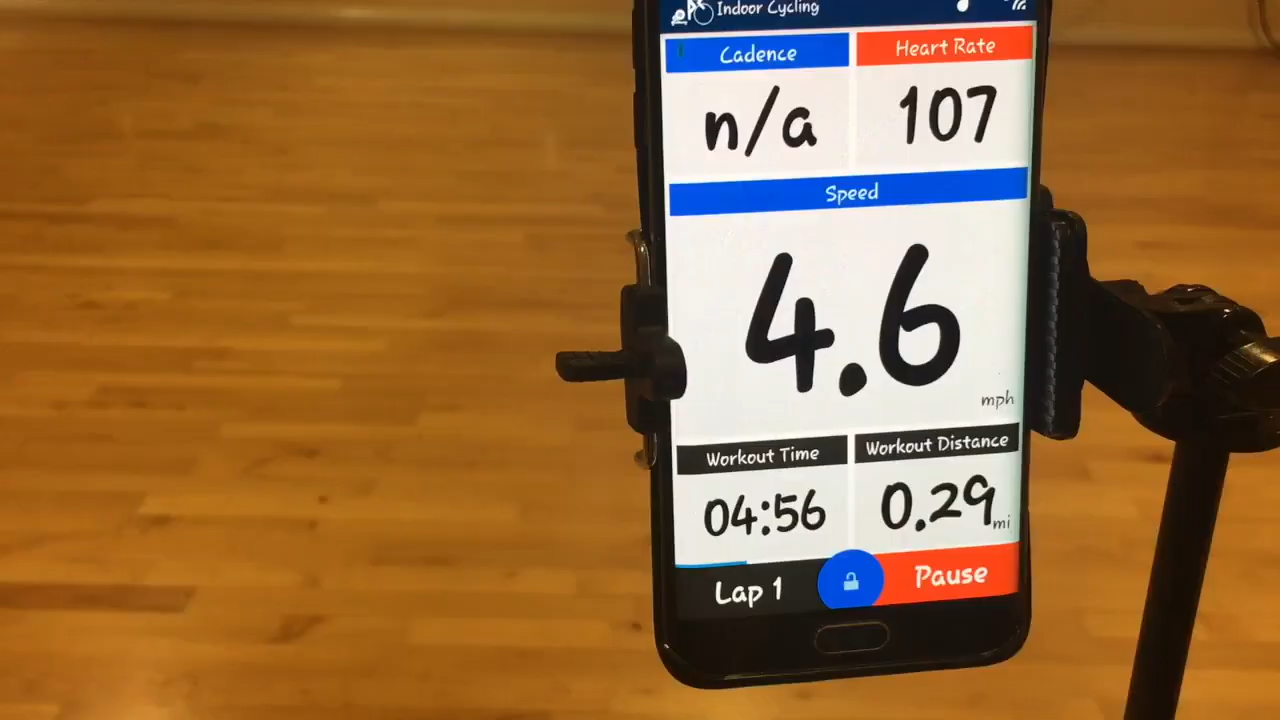 Indoor Cycling
Cadence
Heart Rate
n/a
107
Speed
4.6
mph
Workout Time
Workout Distance
04:56
0.29 mi
Lap 1
Pause